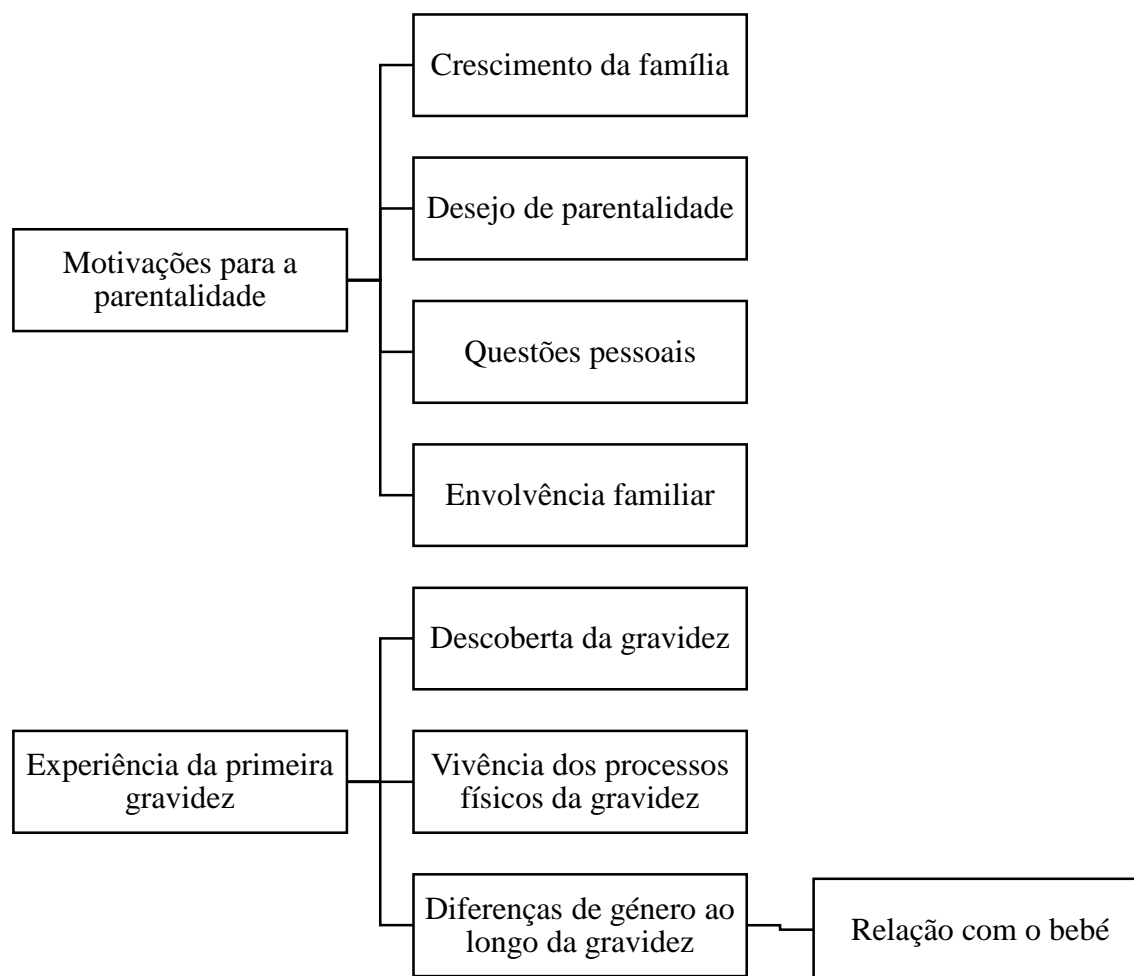 Crescimento da família
Desejo de parentalidade
Motivações para a
parentalidade
Questões pessoais
Envolvência familiar
Descoberta da gravidez
Experiência da primeira
gravidez
Vivência dos processos
físicos da gravidez
Diferenças de género ao
longo da gravidez
Relação com o bebé